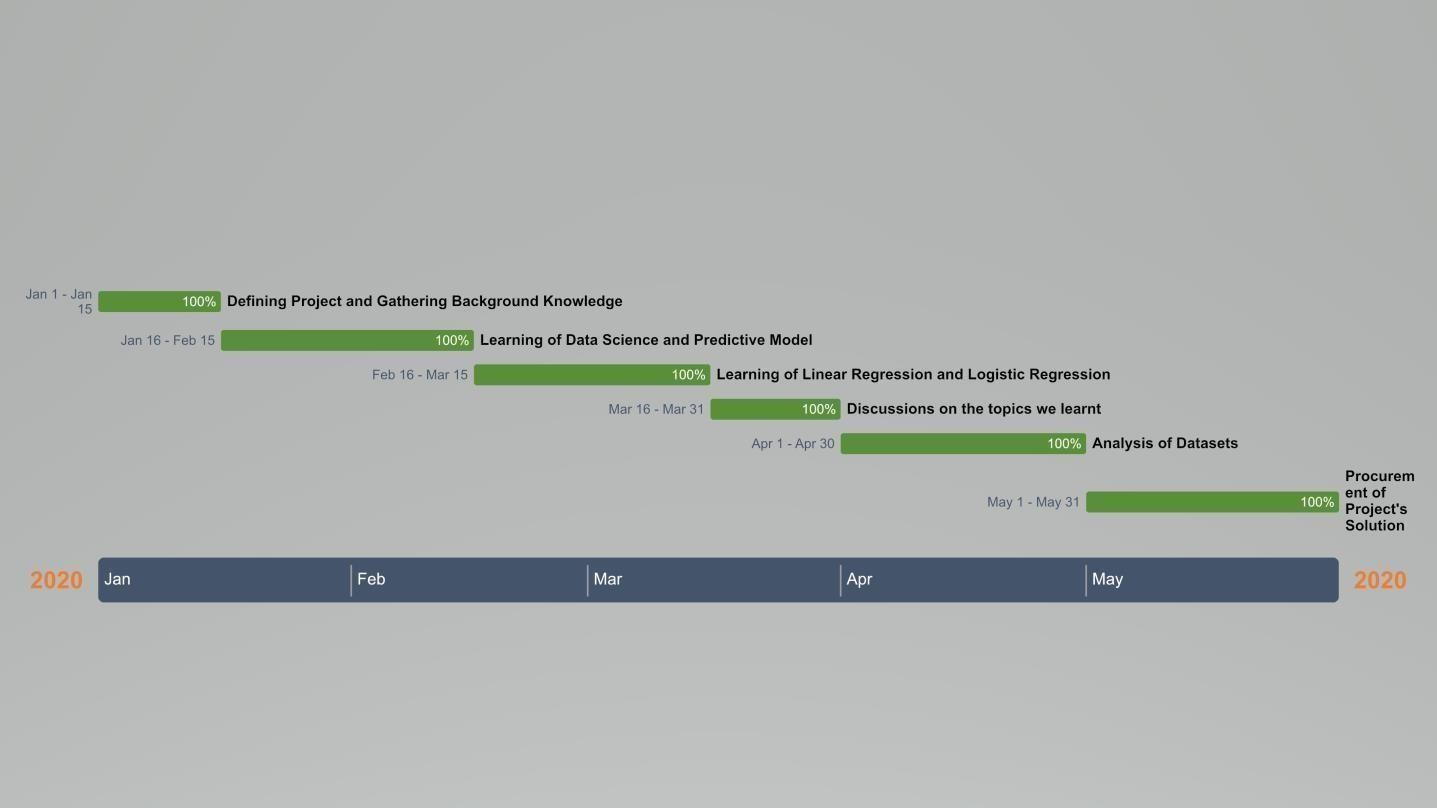 Jan 1 - Jan
15
100%
Defining Project and Gathering Background Knowledge
Jan 16 - Feb 15
100%
Learning of Data Science and Predictive Model
Feb 16 - Mar 15
100%
Learning of Linear Regression and Logistic Regression
Mar 16 - Mar 31
100%
Discussions on the topics we learnt
Apr 1 - Apr 30
100%
Analysis of Datasets
May 1 - May 31
100%
Procurem
ent of
Project's
Solution
2020
Jan
Feb
Mar
Apr
May
2020